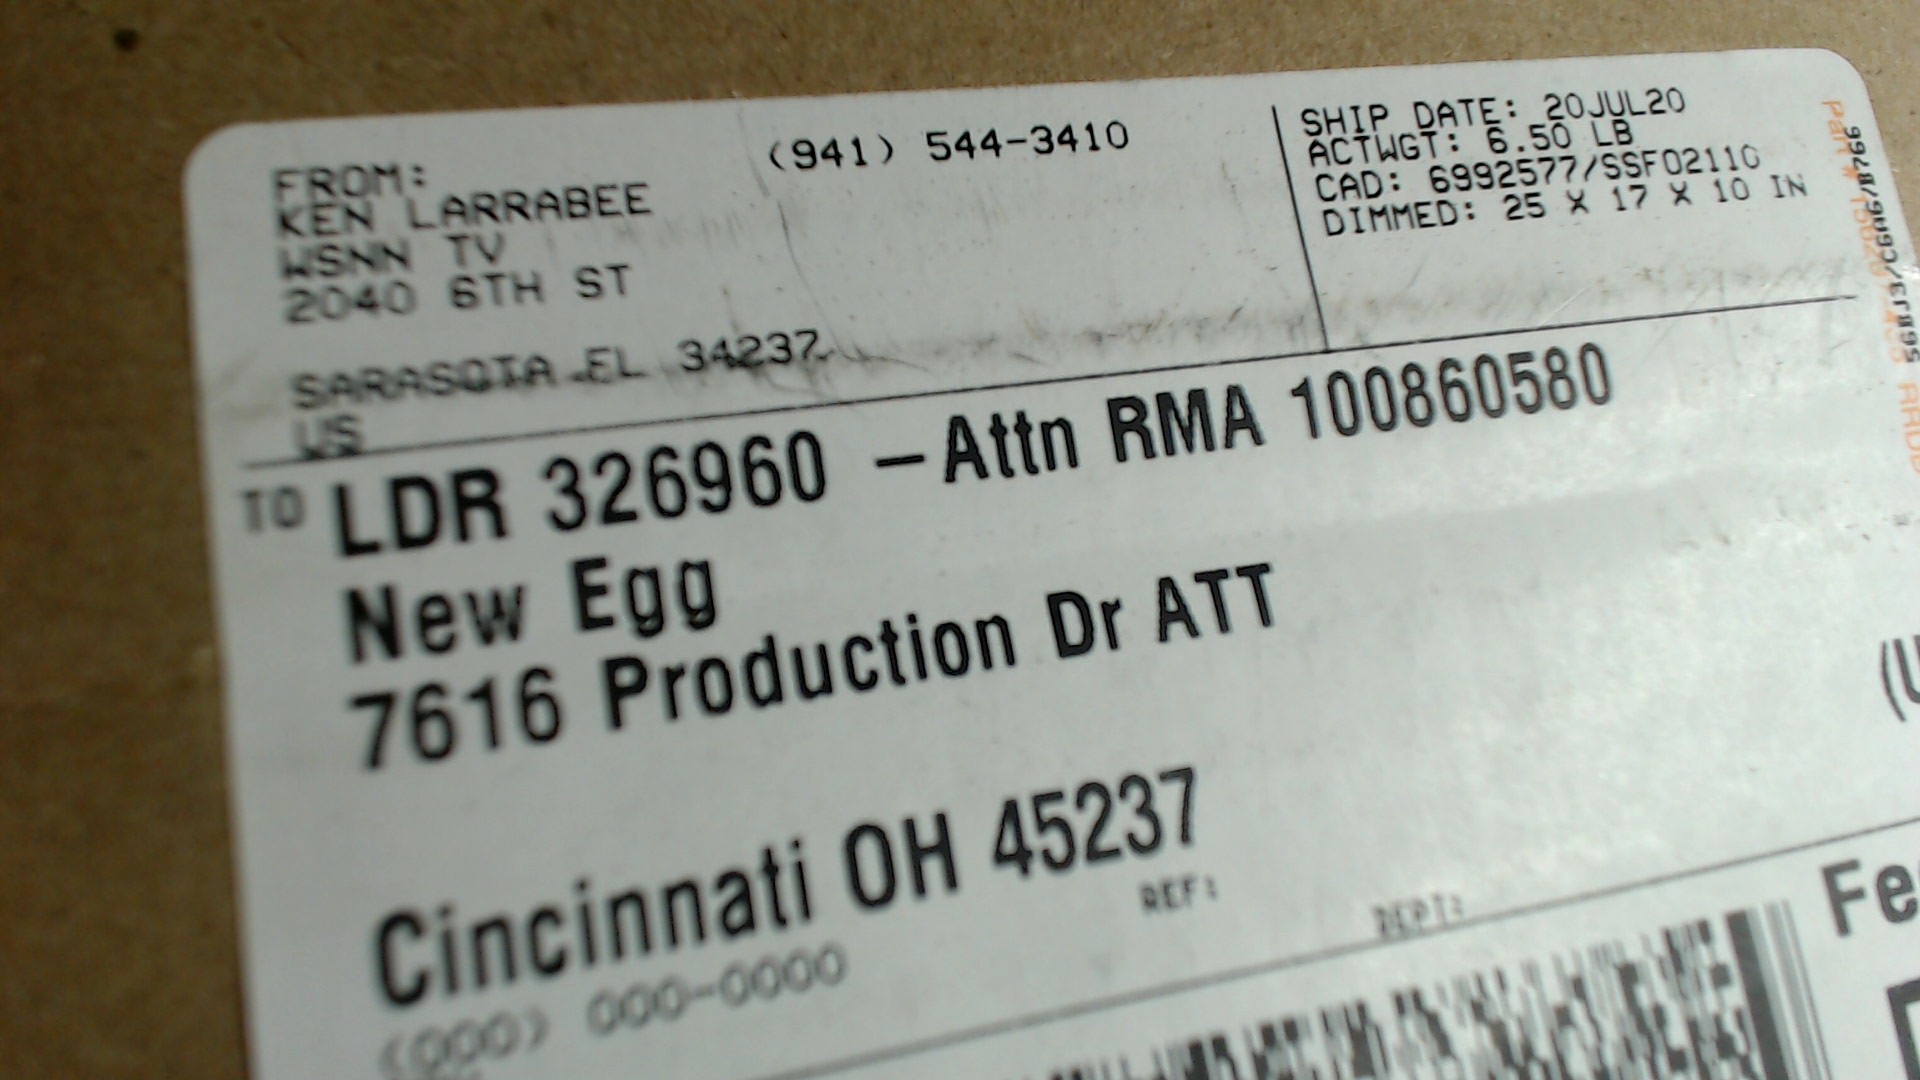 FROM:
KEN LARRABEE
WSNN TV
2040 6TH ST
SARASOTA FL 34237
US
(941) 544-3410
SHIP DATE: 20JUL20
ACTWGT: 6.50 LB
CAD: 6992577/SSFO2110
DIMMED: 25 X 17 X 10 IN
TO LDR 326960 – Attn RMA 100860580
New Egg
7616 Production Dr ATT
Cincinnati OH 45237
(000) 000-0000
REF:
DEPT: